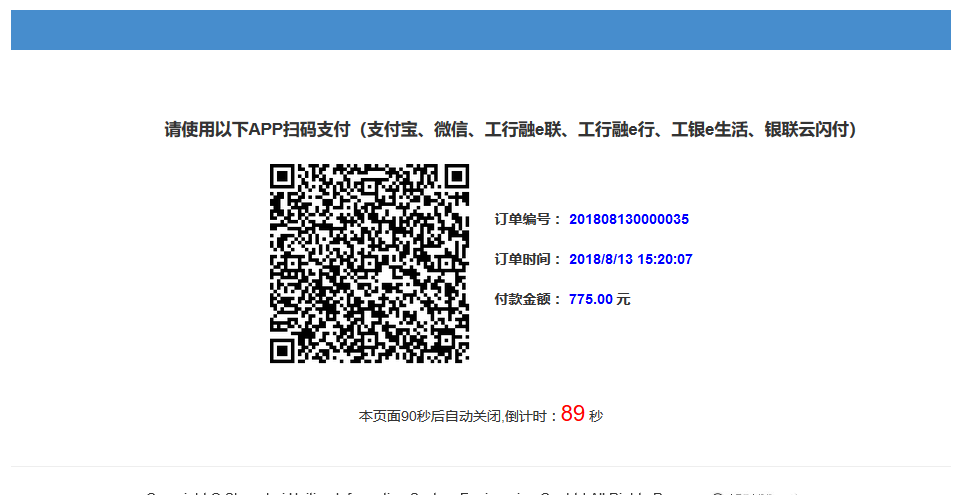 请使用以下APP扫码支付（支付宝、微信、工行融e联、工行融e行、工银e生活、银联云闪付）
订单编号： 201808130000035
订单时间： 2018/8/13 15:20:07
付款金额： 775.00 元
本页面90秒后自动关闭,倒计时：89 秒